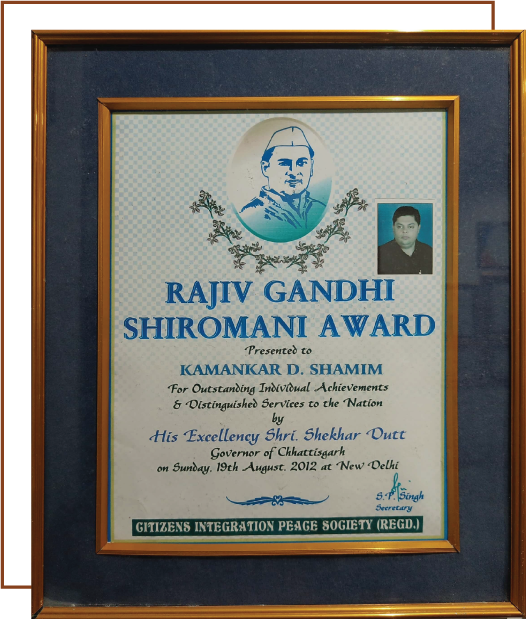 RAJIV GANDHI
SHIROMANI AWARD
Presented to
KAMANKAR D. SHAMIM
For Outstanding Individual Achievements
& Distinguished Services to the Nation
by
His Excellency Shri. Shekhar Dutt
Governor of Chhattisgarh
on Sunday, 19th August, 2012 at New Delhi
S.P. Singh
Secretary
CITIZENS INTEGRATION PEACE SOCIETY (REGD.)